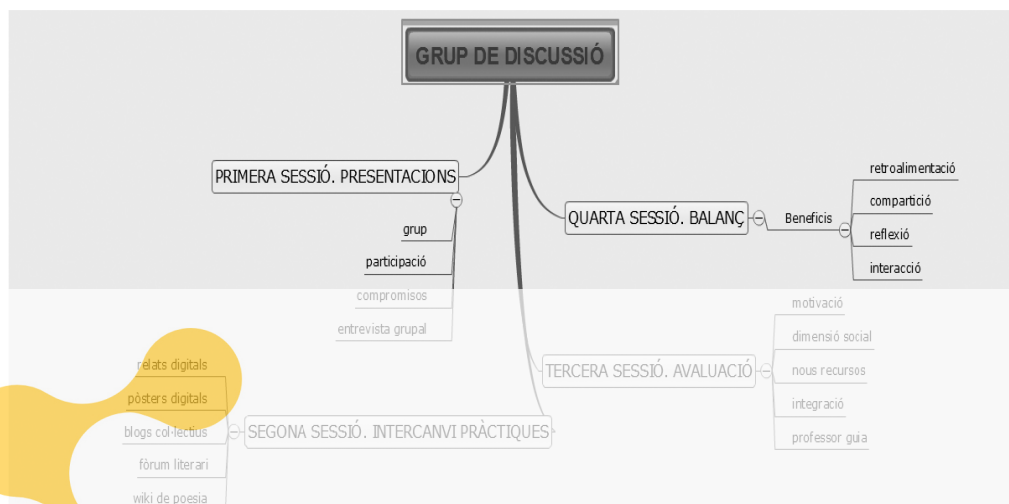 GRUP DE DISCUSSIÓ
PRIMERA SESSIÓ. PRESENTACIONS
grup
participació
compromisos
entrevista grupal
QUARTA SESSIÓ. BALANÇ
Beneficis
retroalimentació
compartició
reflexió
interacció
TERCERA SESSIÓ. AVALUACIÓ
motivació
dimensió social
nous recursos
integració
professor guia
SEGONA SESSIÓ. INTERCANVI PRÀCTIQUES
relats digitals
pòsters digitals
blogs col·lectius
fòrum literari
wiki de poesia